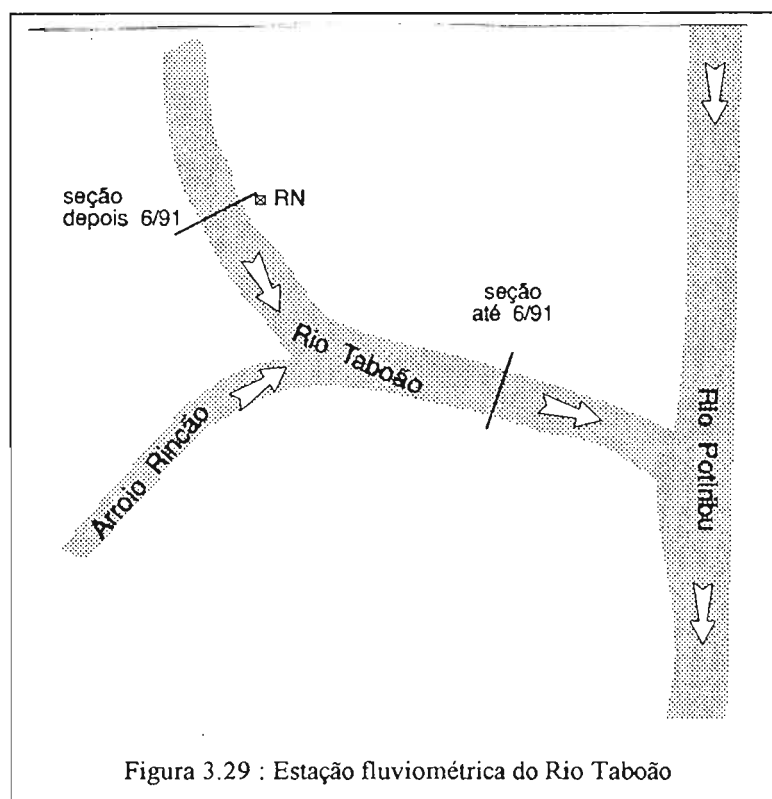 seção
depois 6/91
RN
seção
até 6/91
Rio Taboão
Arroio Rincão
Rio Potiribu
Figura 3.29 : Estação fluviométrica do Rio Taboão